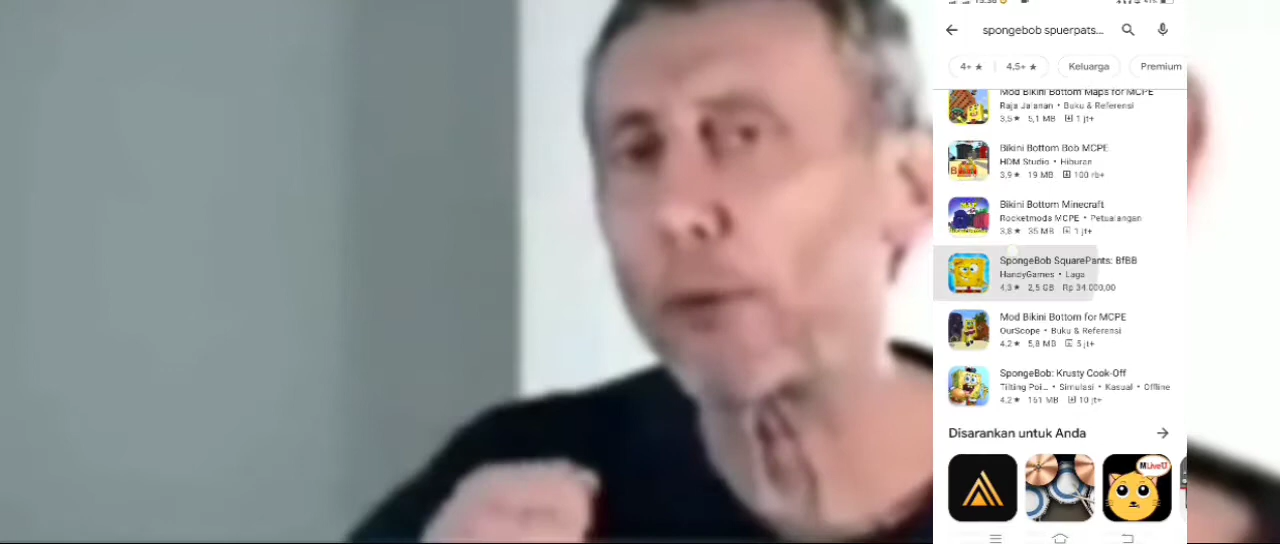 spongebob spuerpats...
4+ ★
4,5+ ★
Keluarga
Premium
Mod Bikini Bottom Maps for MCPE
Raja Jalanan • Buku & Referensi
3,5 ★ 5,1 MB 1 jt+
Bikini Bottom Bob MCPE
HDM Studio • Hiburan
3,9 ★ 19 MB 100 rb+
Bikini Bottom Minecraft
Rocketmods MCPE • Petualangan
3,8 ★ 35 MB 1 jt+
SpongeBob SquarePants: BfBB
HandyGames • Laga
4,3 ★ 2,5 GB Rp 34.000,00
Mod Bikini Bottom for MCPE
OurScope • Buku & Referensi
4,2 ★ 5,8 MB 5 jt+
SpongeBob: Krusty Cook-Off
Tilting Poi... • Simulasi • Kasual • Offline
4,2 ★ 151 MB 10 jt+
Disarankan untuk Anda
MLiveU